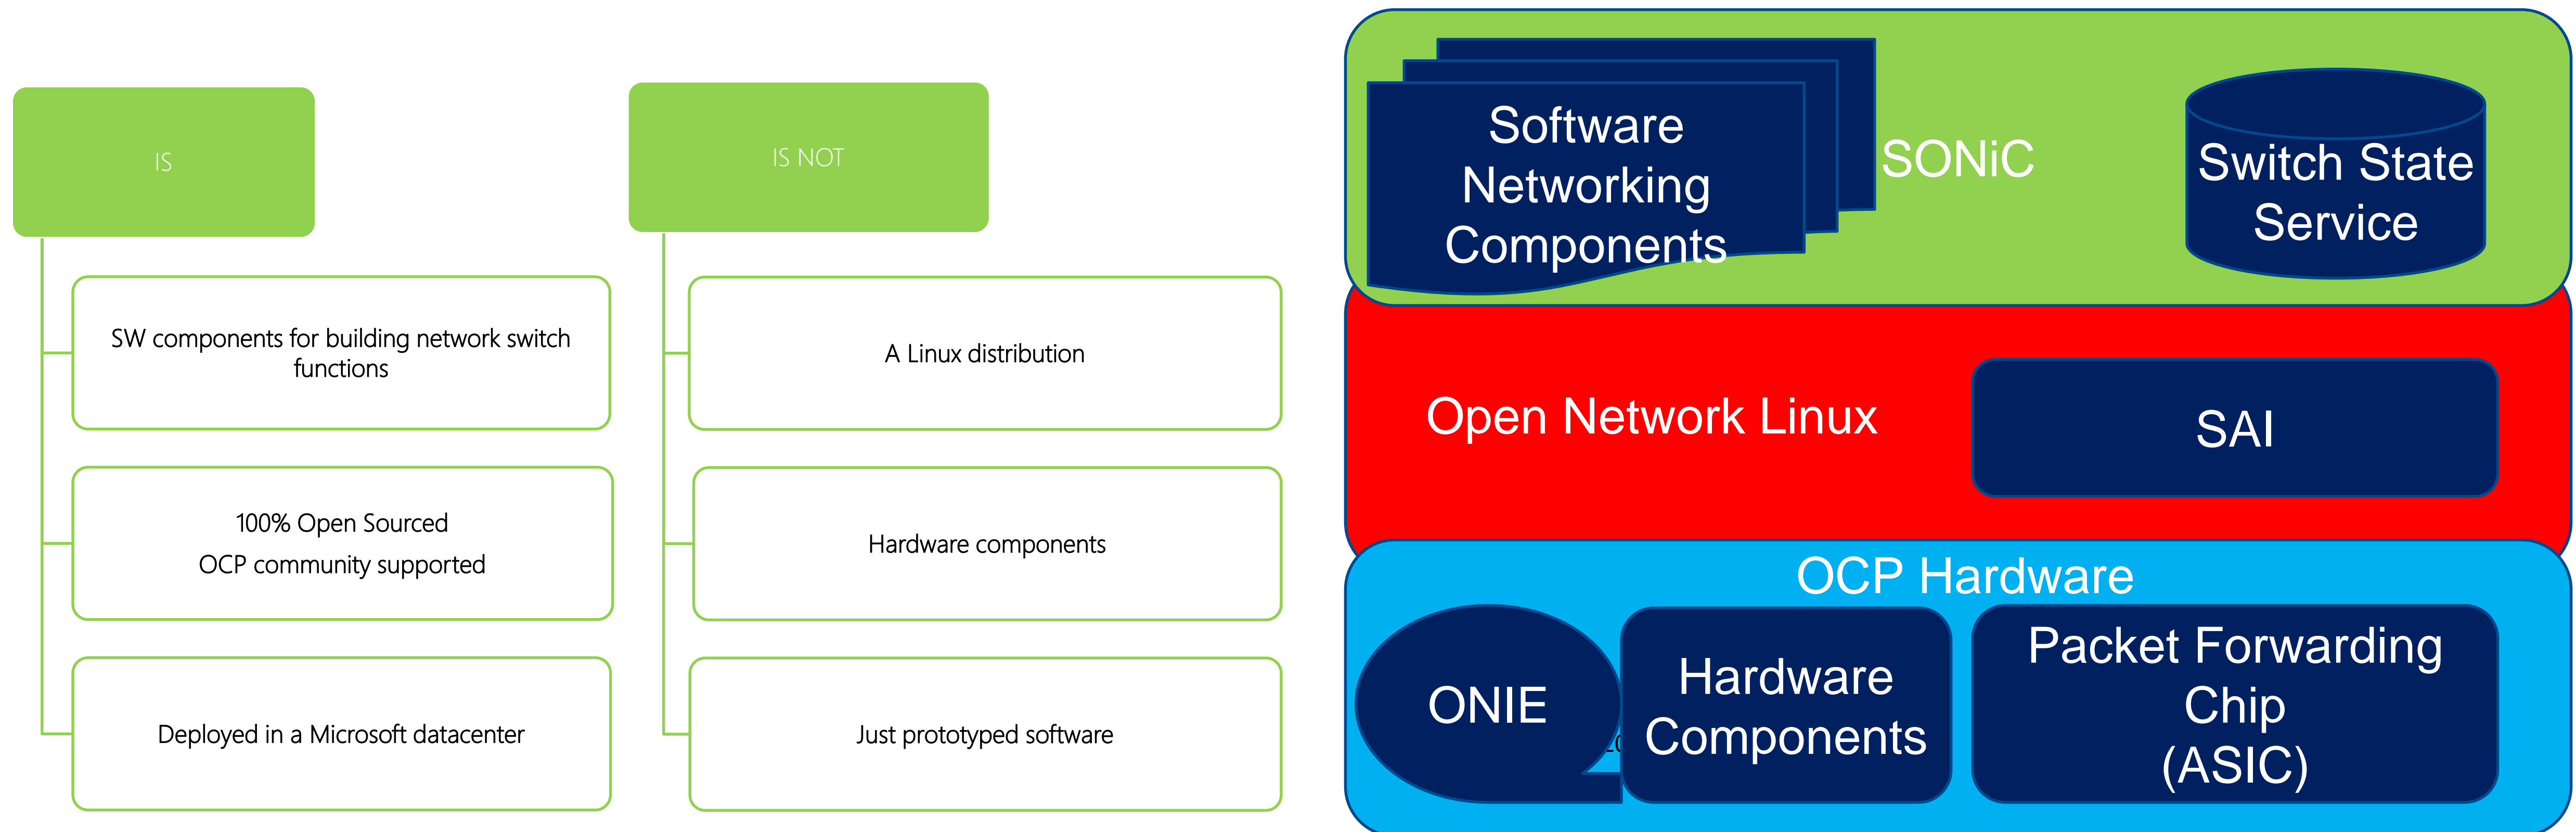 IS
SW components for building network switch
functions
100% Open Sourced
OCP community supported
Deployed in a Microsoft datacenter
IS NOT
A Linux distribution
Hardware components
Just prototyped software
Software
Networking
Components
SONiC
Switch State
Service
Open Network Linux
SAI
OCP Hardware
ONIE
Hardware
Components
Packet Forwarding
Chip
(ASIC)